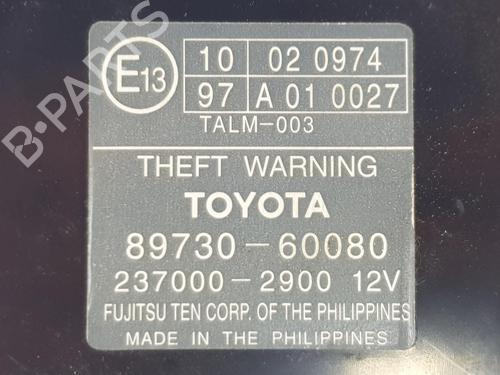 E13
10 02 0974
97 A 01 0027
TALM-003
THEFT WARNING
TOYOTA
89730-60080
237000-2900 12V
FUJITSU TEN CORP. OF THE PHILIPPINES
MADE IN THE PHILIPPINES
B-PARTS